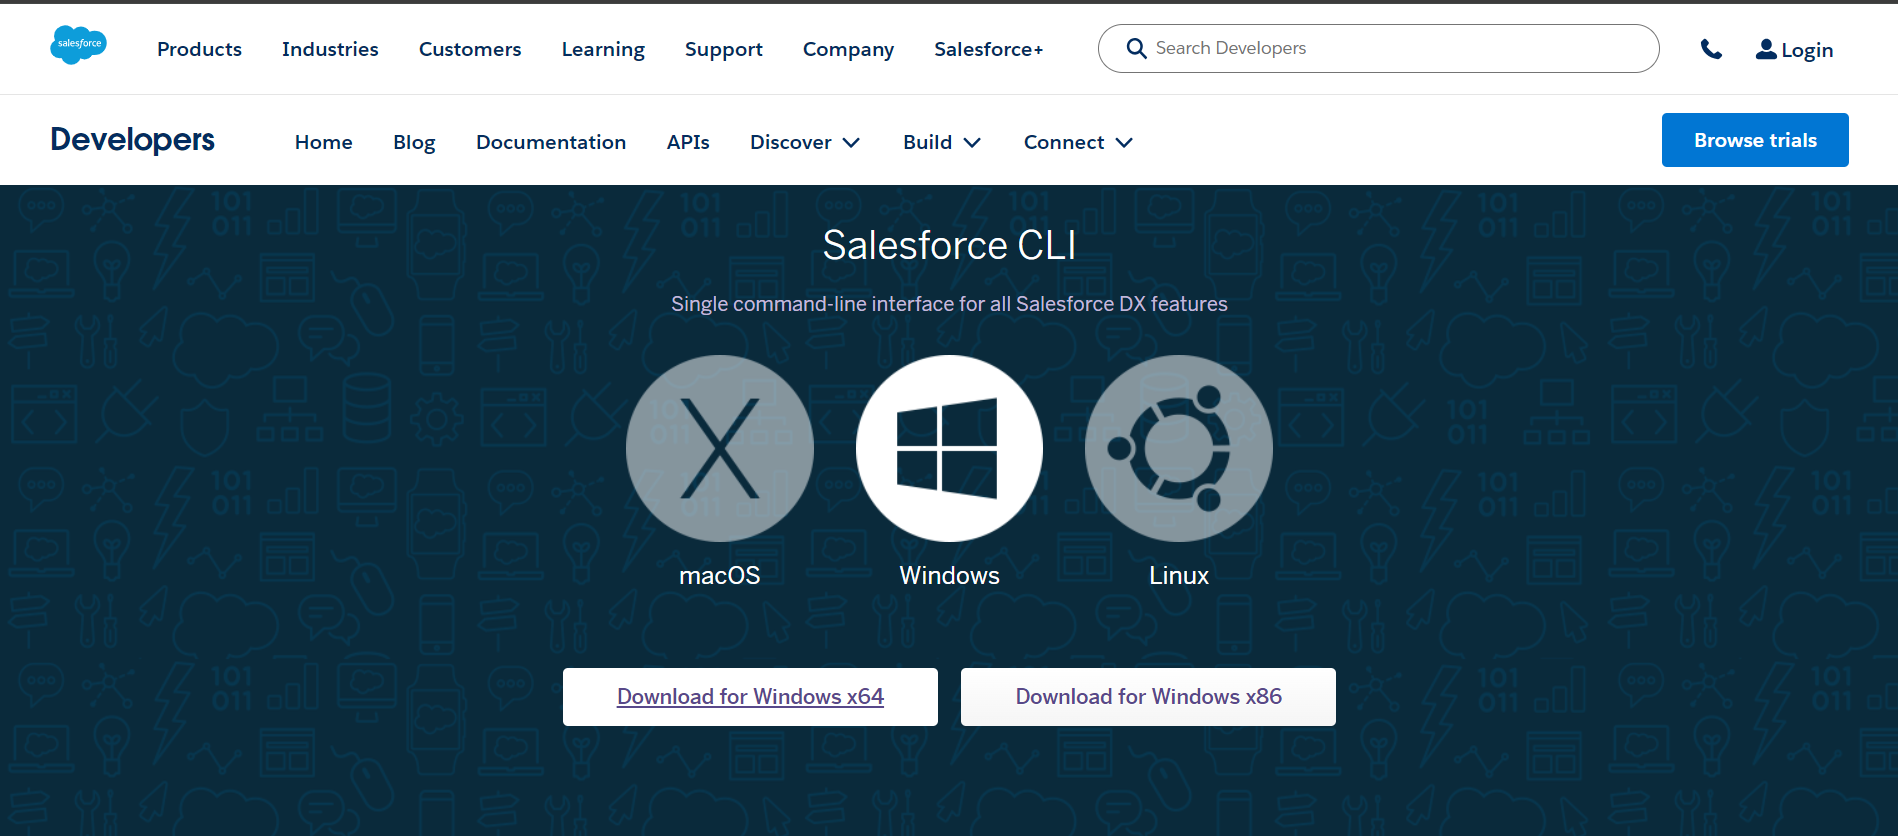 salesforce
Products Industries Customers Learning Support Company Salesforce+ Search Developers Login
Developers Home Blog Documentation APIs Discover Build Connect Browse trials
Salesforce CLI
Single command-line interface for all Salesforce DX features
X
macOS Windows Linux
Download for Windows x64 Download for Windows x86
101
011